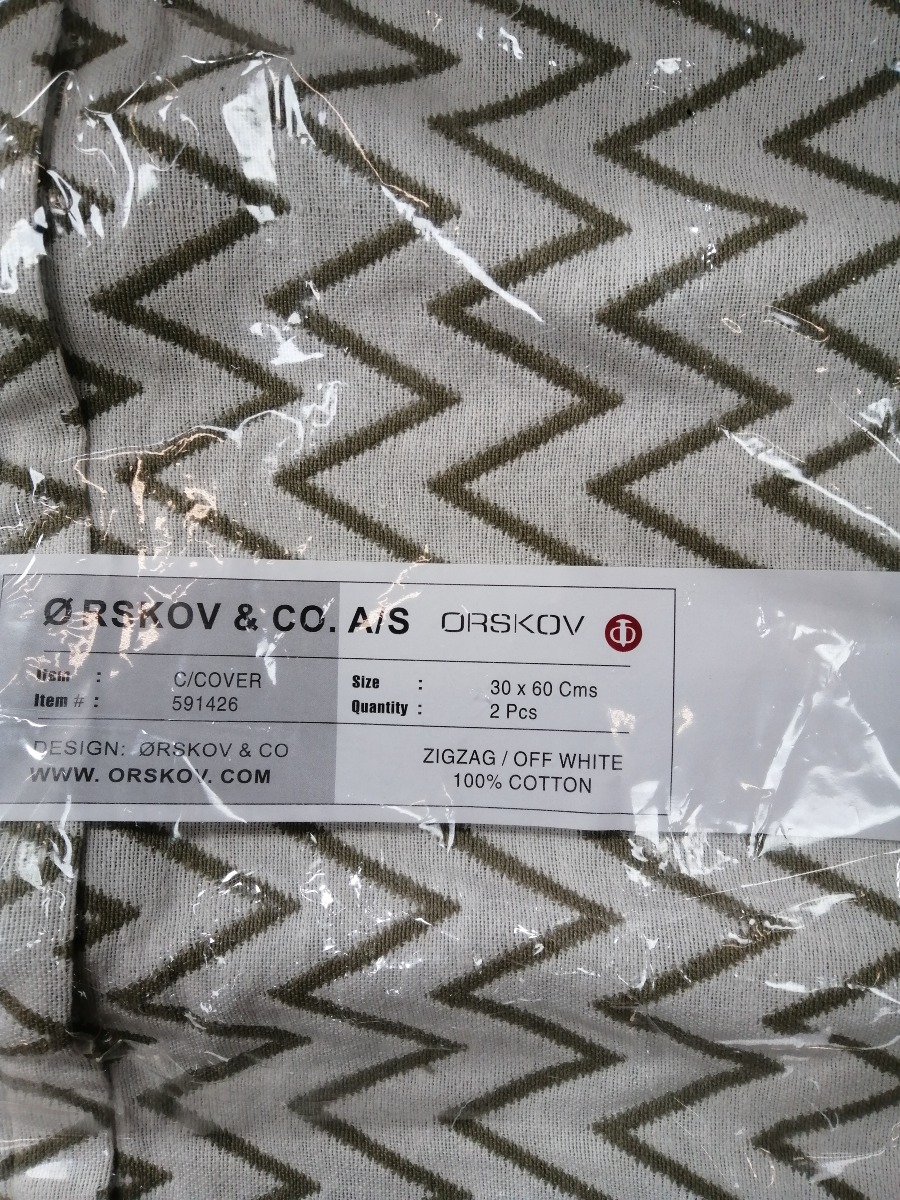 ØRSKOV & CO. A/S
ORSKOV
Item : C/COVER
Item # : 591426
Size : 30 x 60 Cms
Quantity : 2 Pcs
DESIGN: ØRSKOV & CO
WWW. ORSKOV. COM
ZIGZAG / OFF WHITE
100% COTTON